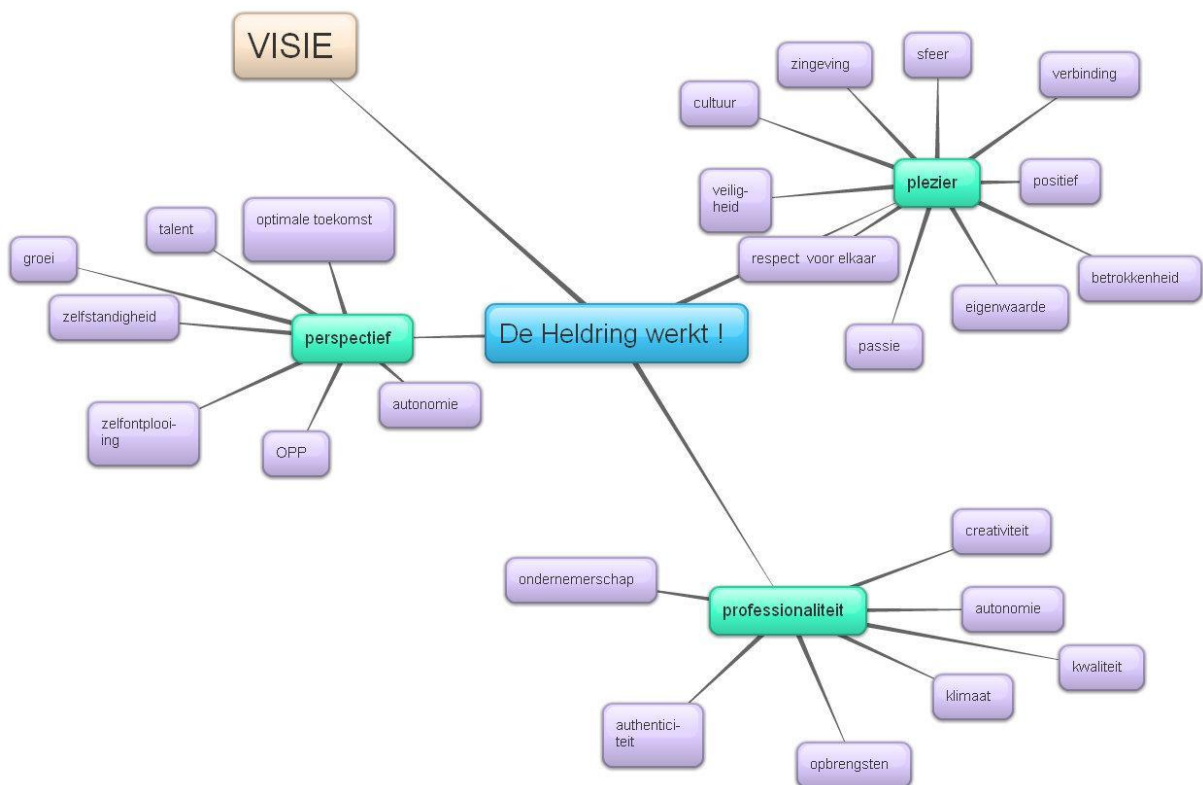 VISIE
sfeer
zingeving
verbinding
cultuur
plezier
positief
veilig-
heid
respect  voor elkaar
betrokkenheid
eigenwaarde
passie
optimale toekomst
talent
groei
zelfstandigheid
perspectief
De Heldring werkt !
autonomie
zelfontplooi-
ing
OPP
creativiteit
ondernemerschap
professionaliteit
autonomie
kwaliteit
klimaat
authentici-
teit
opbrengsten